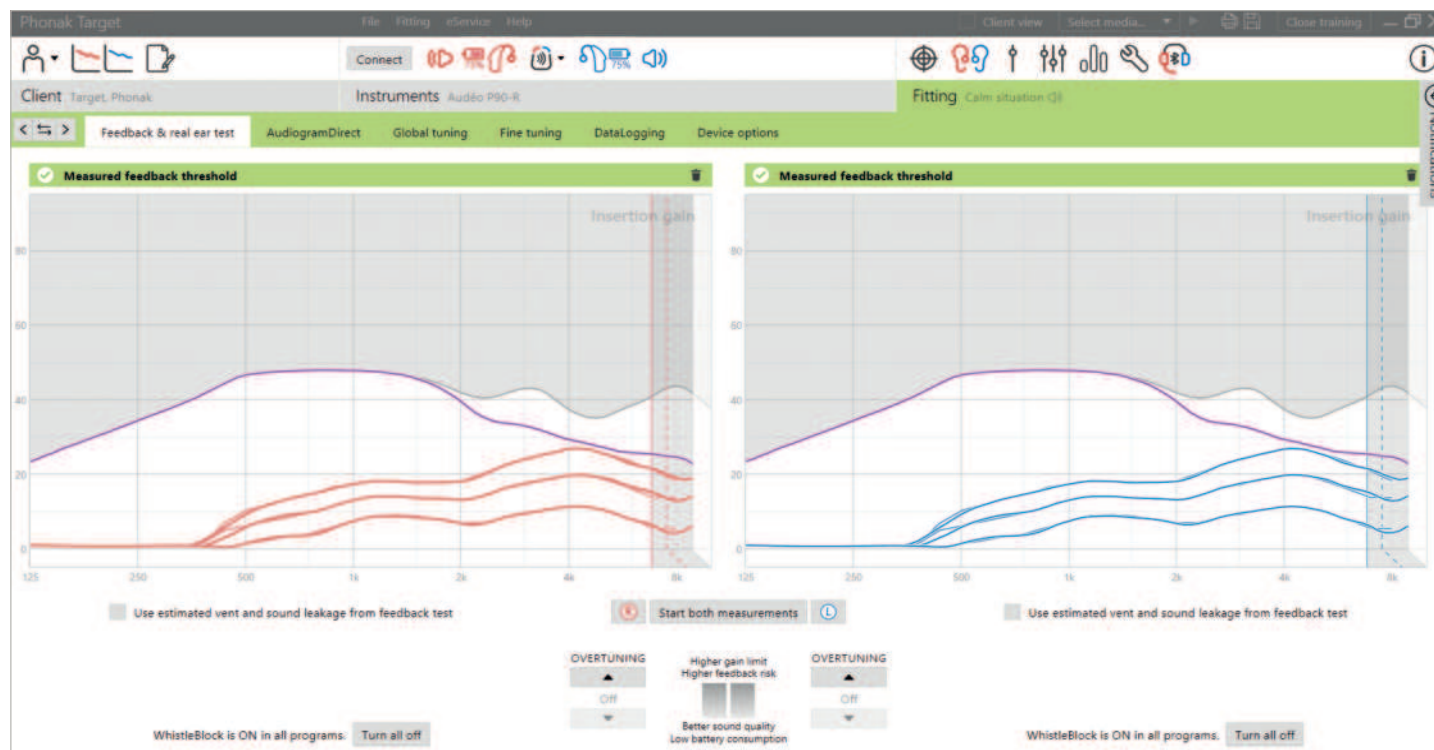 Phonak Target File Fitting eService Help Client view Select media... Close training
Connect 75%
Client Target, Phonak Instruments Audéo P90-R Fitting Calm situation
Feedback & real ear test AudiogramDirect Global tuning Fine tuning DataLogging Device options
Measured feedback threshold Measured feedback threshold
Insertion gain Insertion gain
80 80
60 60
40 40
20 20
0 0
125 250 500 1k 2k 4k 8k 125 250 500 1k 2k 4k 8k
Use estimated vent and sound leakage from feedback test R Start both measurements L Use estimated vent and sound leakage from feedback test
OVERTUNING Higher gain limit OVERTUNING
Higher feedback risk
Off Off
Better sound quality
Low battery consumption
WhistleBlock is ON in all programs. Turn all off WhistleBlock is ON in all programs. Turn all off